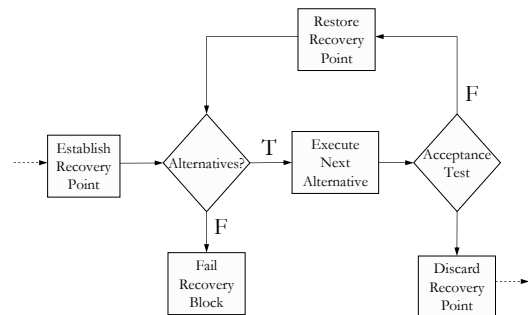 Restore
Recovery
Point
F
Establish
Recovery
Point
Alternatives?
T
Execute
Next
Alternative
Acceptance
Test
F
Fail
Recovery
Block
Discard
Recovery
Point